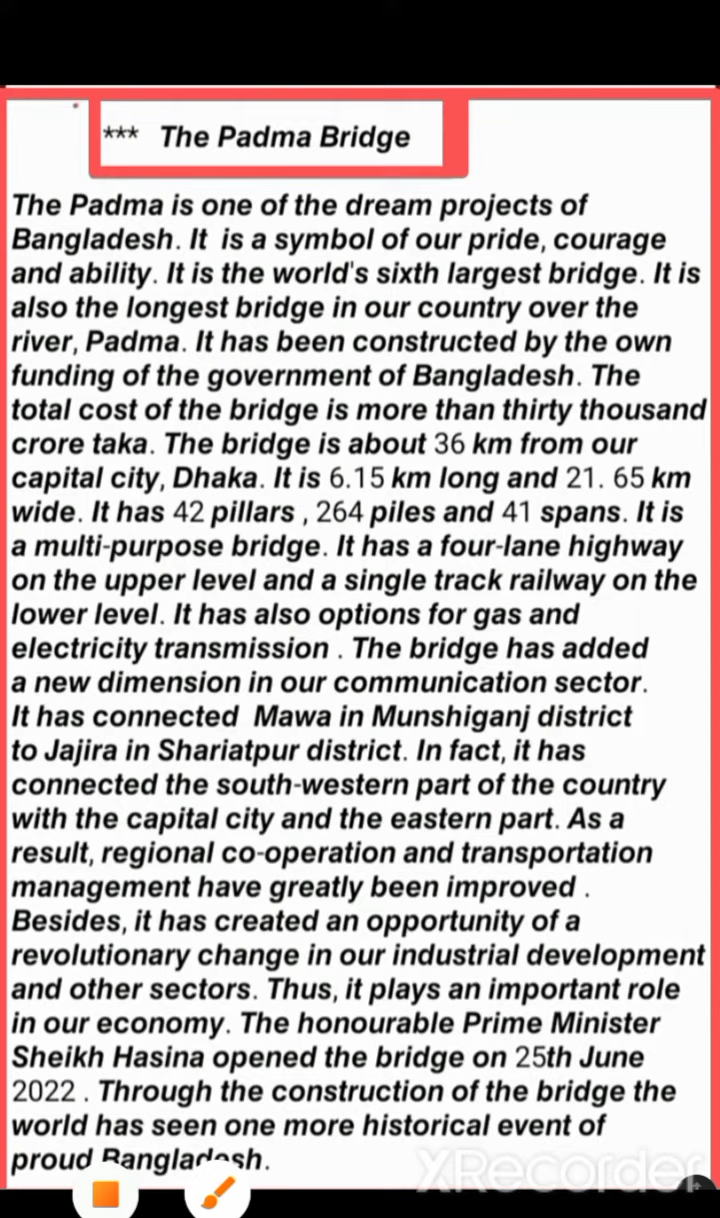 *** The Padma Bridge
The Padma is one of the dream projects of
Bangladesh. It is a symbol of our pride, courage
and ability. It is the world's sixth largest bridge. It is
also the longest bridge in our country over the
river, Padma. It has been constructed by the own
funding of the government of Bangladesh. The
total cost of the bridge is more than thirty thousand
crore taka. The bridge is about 36 km from our
capital city, Dhaka. It is 6.15 km long and 21. 65 km
wide. It has 42 pillars , 264 piles and 41 spans. It is
a multi-purpose bridge. It has a four-lane highway
on the upper level and a single track railway on the
lower level. It has also options for gas and
electricity transmission . The bridge has added
a new dimension in our communication sector.
It has connected Mawa in Munshiganj district
to Jajira in Shariatpur district. In fact, it has
connected the south-western part of the country
with the capital city and the eastern part. As a
result, regional co-operation and transportation
management have greatly been improved .
Besides, it has created an opportunity of a
revolutionary change in our industrial development
and other sectors. Thus, it plays an important role
in our economy. The honourable Prime Minister
Sheikh Hasina opened the bridge on 25th June
2022 . Through the construction of the bridge the
world has seen one more historical event of
proud Bangladesh.
XRecorder